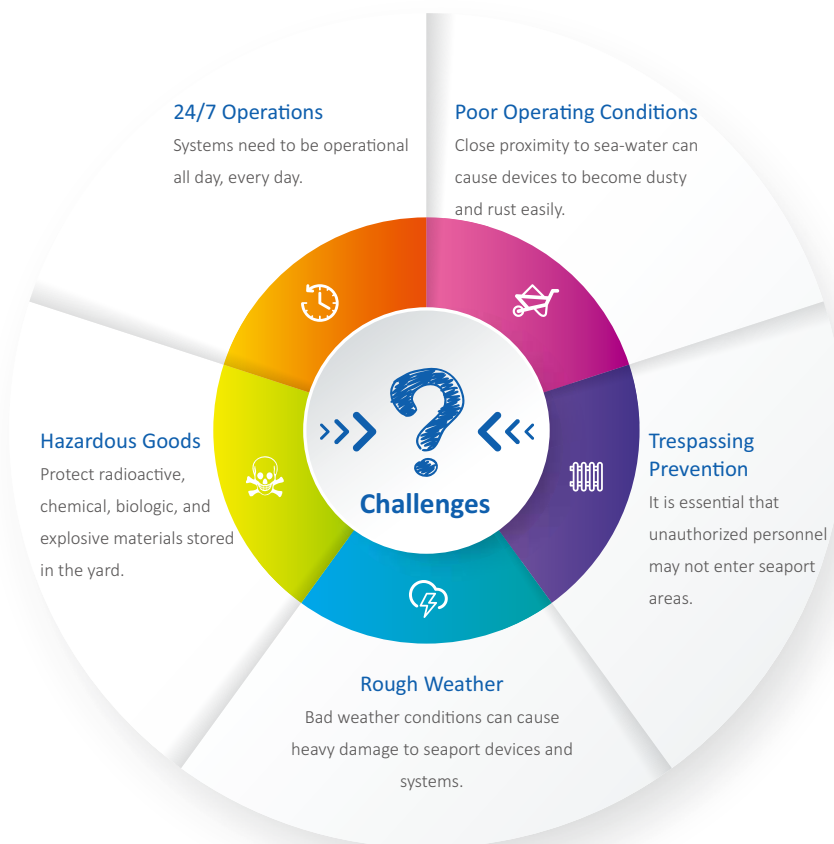 24/7 Operations
Systems need to be operational
all day, every day.
Poor Operating Conditions
Close proximity to sea-water can
cause devices to become dusty
and rust easily.
Hazardous Goods
Protect radioactive,
chemical, biologic, and
explosive materials stored
in the yard.
?
Challenges
Trespassing
Prevention
It is essential that
unauthorized personnel
may not enter seaport
areas.
Rough Weather
Bad weather conditions can cause
heavy damage to seaport devices and
systems.